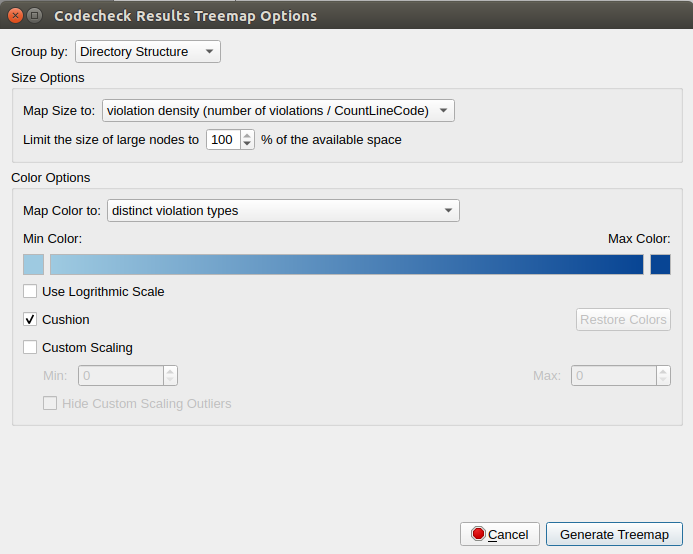 Codecheck Results Treemap Options
Group by: Directory Structure
Size Options
Map Size to: violation density (number of violations / CountLineCode)
Limit the size of large nodes to 100 % of the available space
Color Options
Map Color to: distinct violation types
Min Color: Max Color:
Use Logrithmic Scale
Cushion Restore Colors
Custom Scaling
Min: 0 Max: 0
Hide Custom Scaling Outliers
Cancel Generate Treemap